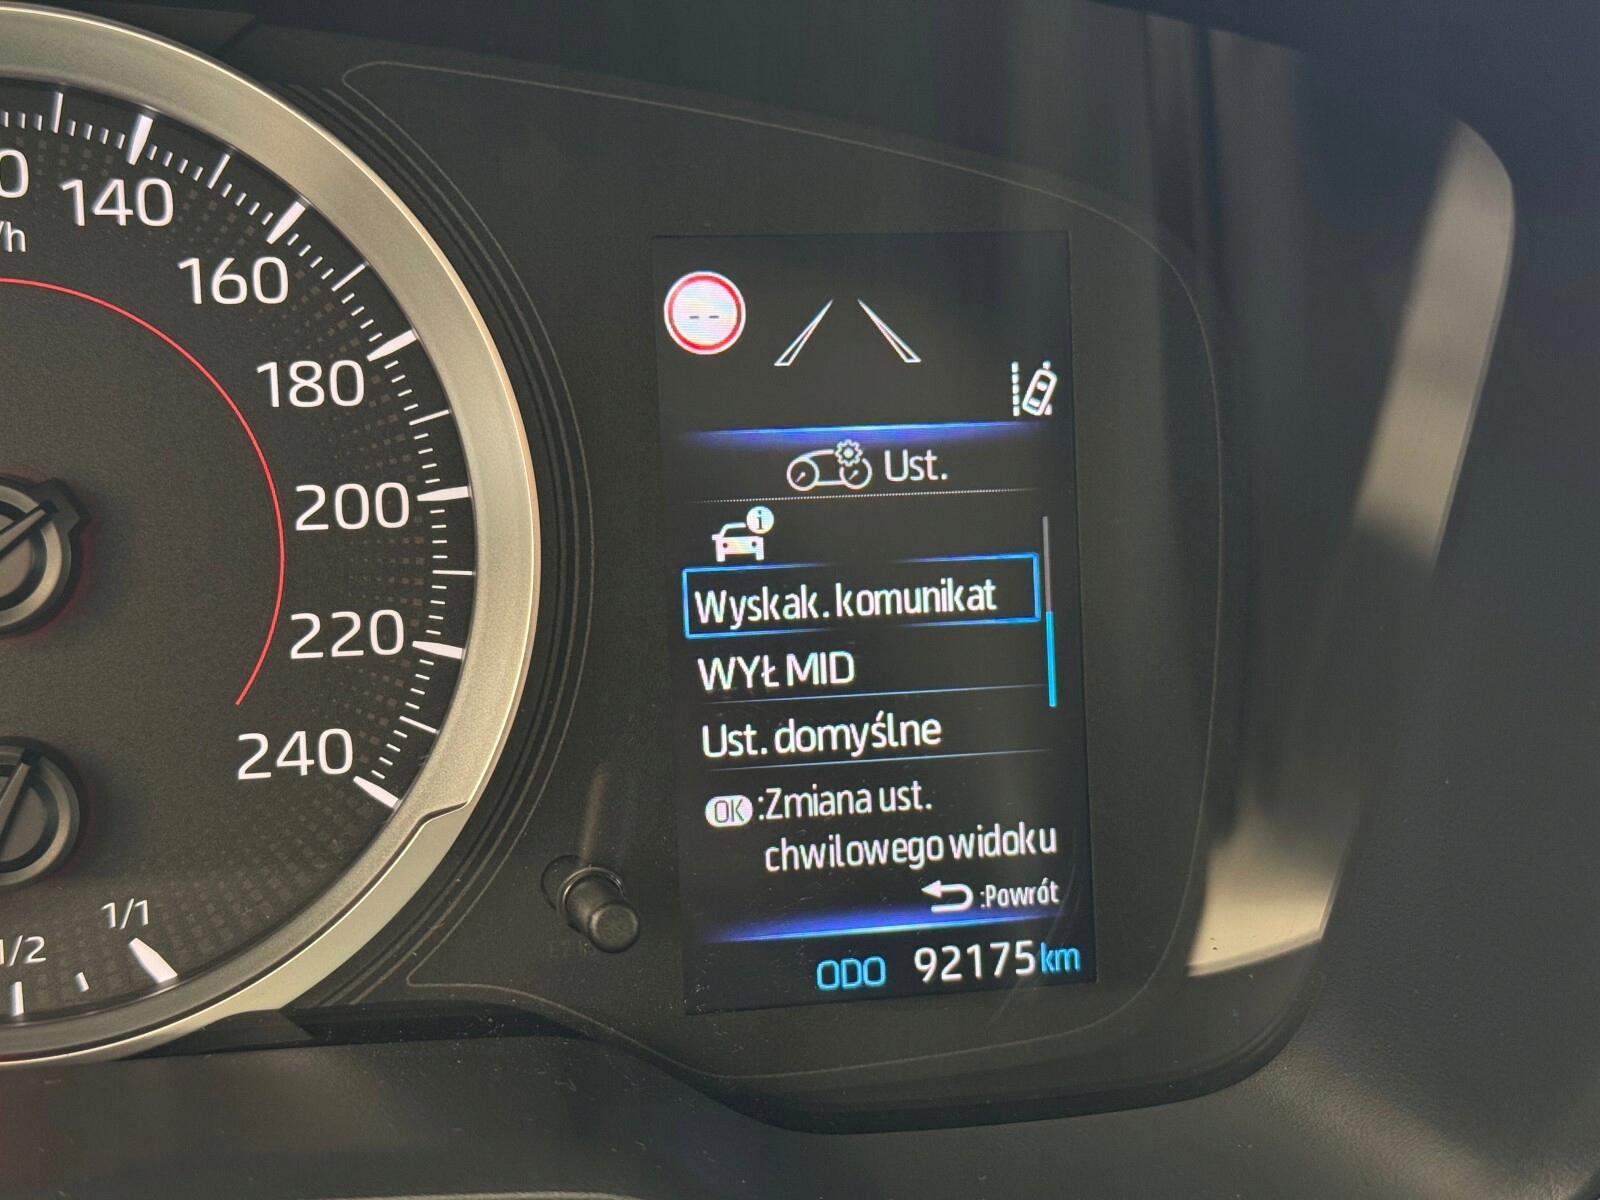 140
160
180
200
220
240
/h
1/1
1/2
Ust.
Wyskak. komunikat
WYŁ MID
Ust. domyślne
OK :Zmiana ust.
chwilowego widoku
:Powrót
ODO 92175 km